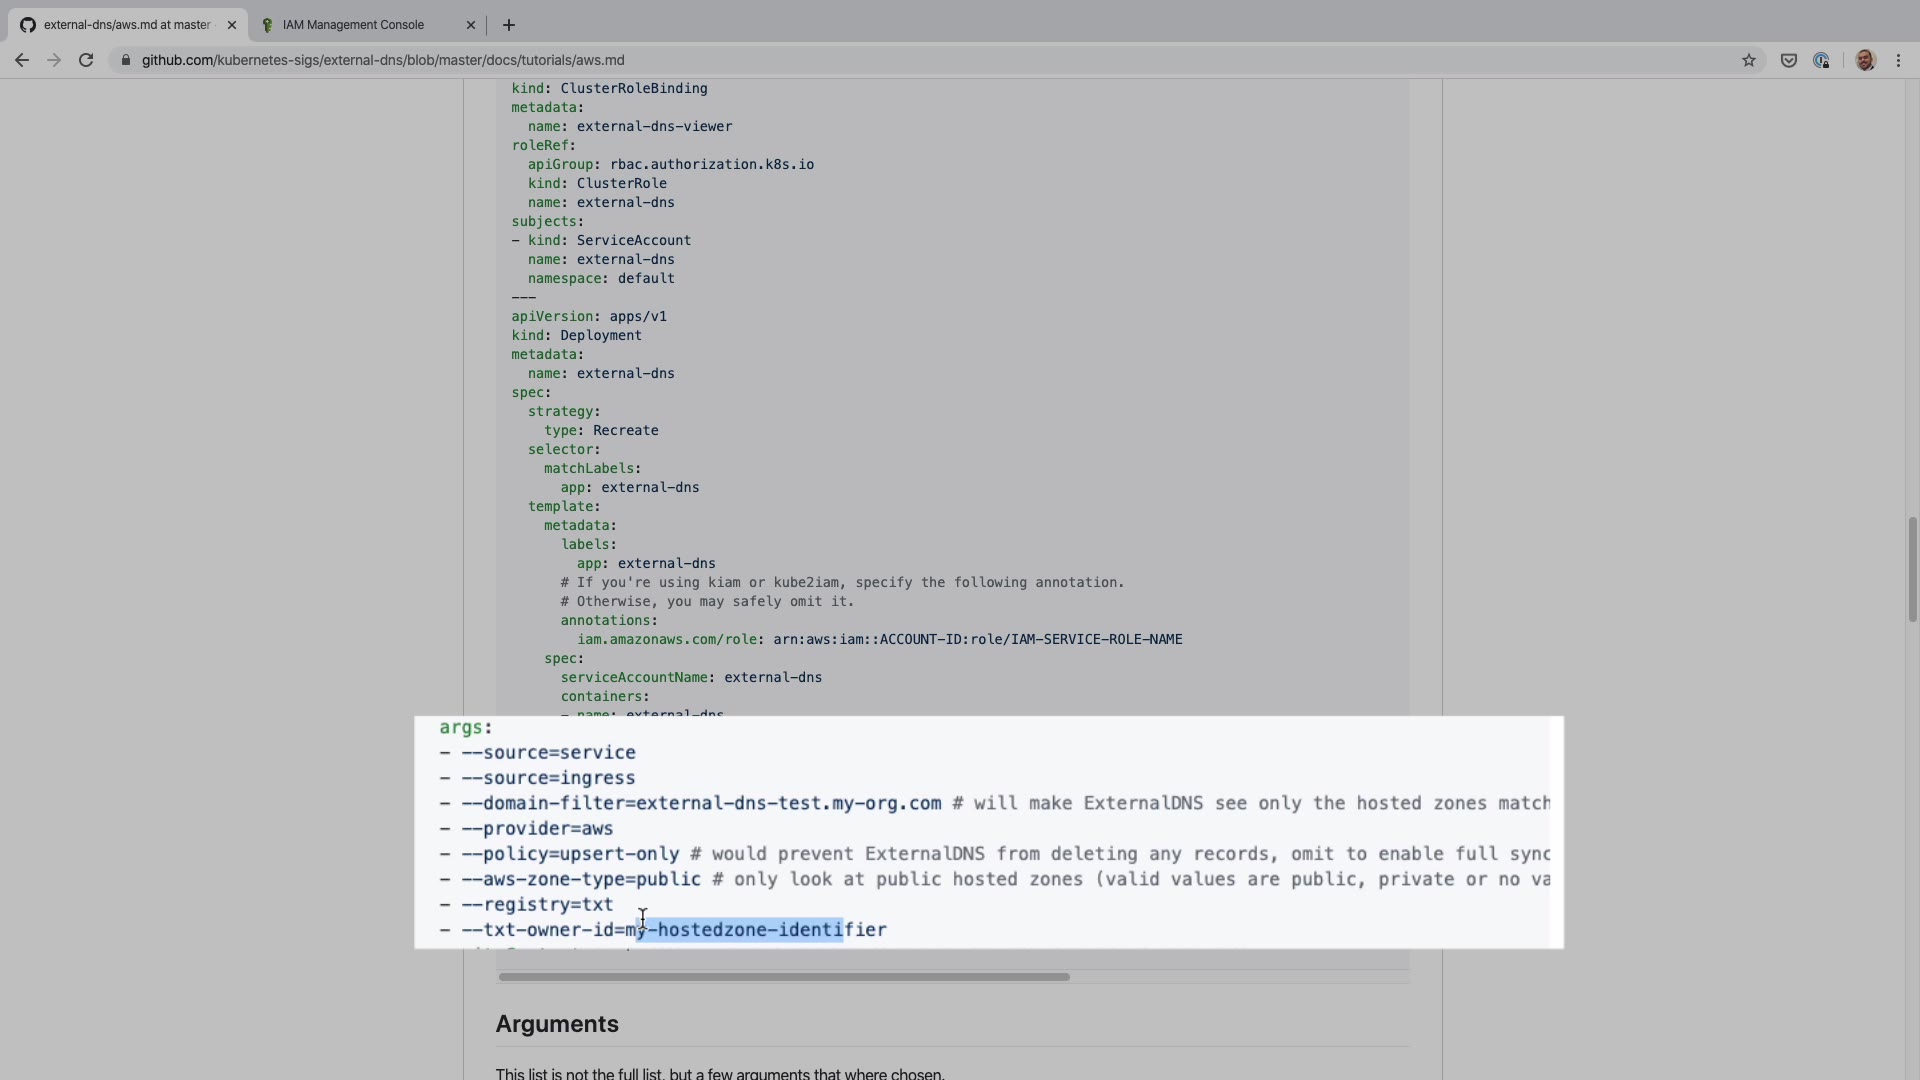 external-dns/aws.md at master
IAM Management Console
github.com/kubernetes-sigs/external-dns/blob/master/docs/tutorials/aws.md
kind: ClusterRoleBinding
metadata:
  name: external-dns-viewer
roleRef:
  apiGroup: rbac.authorization.k8s.io
  kind: ClusterRole
  name: external-dns
subjects:
- kind: ServiceAccount
  name: external-dns
  namespace: default
---
apiVersion: apps/v1
kind: Deployment
metadata:
  name: external-dns
spec:
  strategy:
    type: Recreate
  selector:
    matchLabels:
      app: external-dns
  template:
    metadata:
      labels:
        app: external-dns
      # If you're using kiam or kube2iam, specify the following annotation.
      # Otherwise, you may safely omit it.
      annotations:
        iam.amazonaws.com/role: arn:aws:iam::ACCOUNT-ID:role/IAM-SERVICE-ROLE-NAME
    spec:
      serviceAccountName: external-dns
      containers:
      - name: external-dns
args:
- --source=service
- --source=ingress
- --domain-filter=external-dns-test.my-org.com # will make ExternalDNS see only the hosted zones match
- --provider=aws
- --policy=upsert-only # would prevent ExternalDNS from deleting any records, omit to enable full sync
- --aws-zone-type=public # only look at public hosted zones (valid values are public, private or no va
- --registry=txt
- --txt-owner-id=my-hostedzone-identifier
Arguments
This list is not the full list, but a few arguments that where chosen.